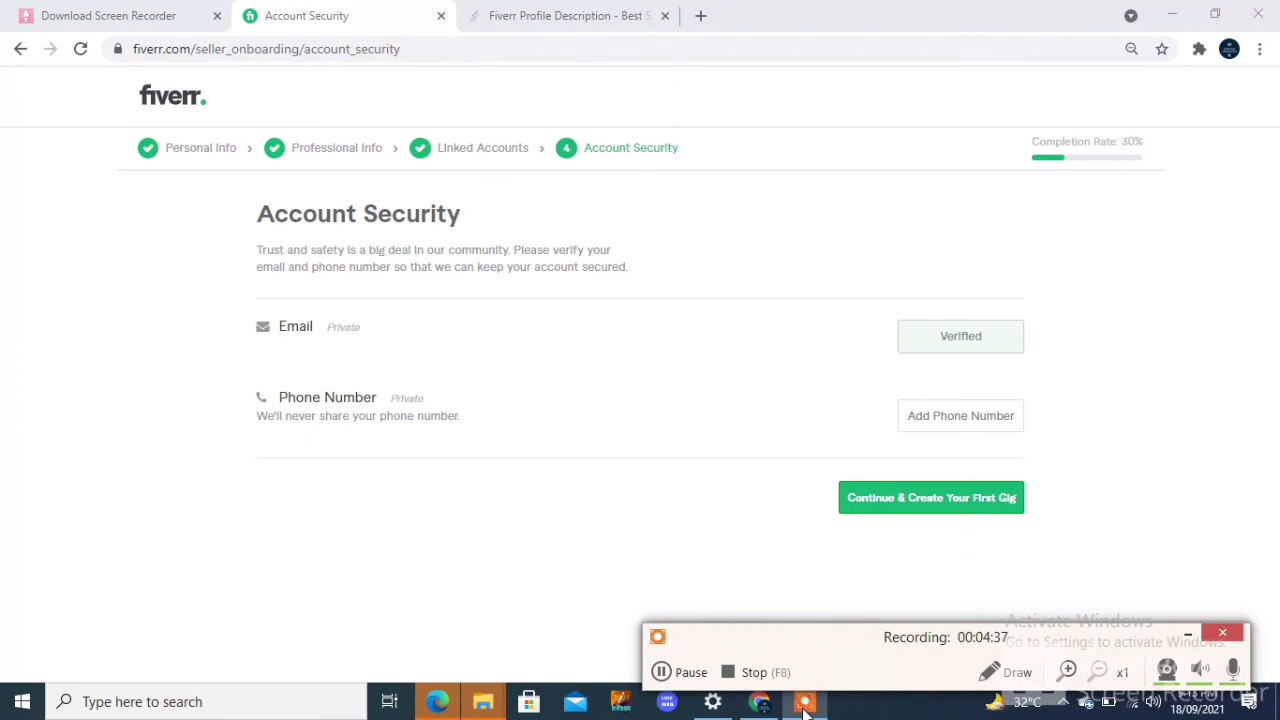 Download Screen Recorder
Account Security
Fiverr Profile Description - Best S
fiverr.com/seller_onboarding/account_security
fiverr.
Personal Info
Professional Info
Linked Accounts
4 Account Security
Completion Rate: 30%
Account Security
Trust and safety is a big deal in our community. Please verify your
email and phone number so that we can keep your account secured.
Email Private
Verified
Phone Number Private
We'll never share your phone number.
Add Phone Number
Continue & Create Your First Gig
Activate Windows
Go to Settings to activate Windows.
Recording: 00:04:37
Pause
Stop (F8)
Draw
x1
Screen Recorder
Type here to search
32°C
18/09/2021